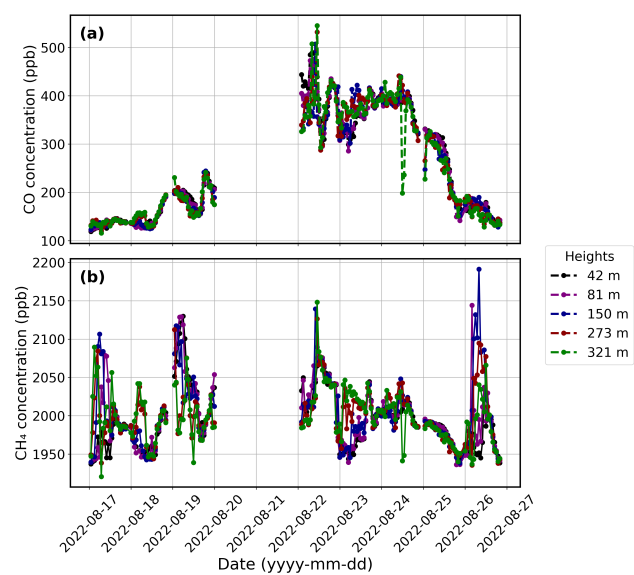 (a)
CO concentration (ppb)
500
400
300
200
100
(b)
CH₄ concentration (ppb)
2200
2150
2100
2050
2000
1950
2022-08-17
2022-08-18
2022-08-19
2022-08-20
2022-08-21
2022-08-22
2022-08-23
2022-08-24
2022-08-25
2022-08-26
2022-08-27
Date (yyyy-mm-dd)
Heights
42 m
81 m
150 m
273 m
321 m